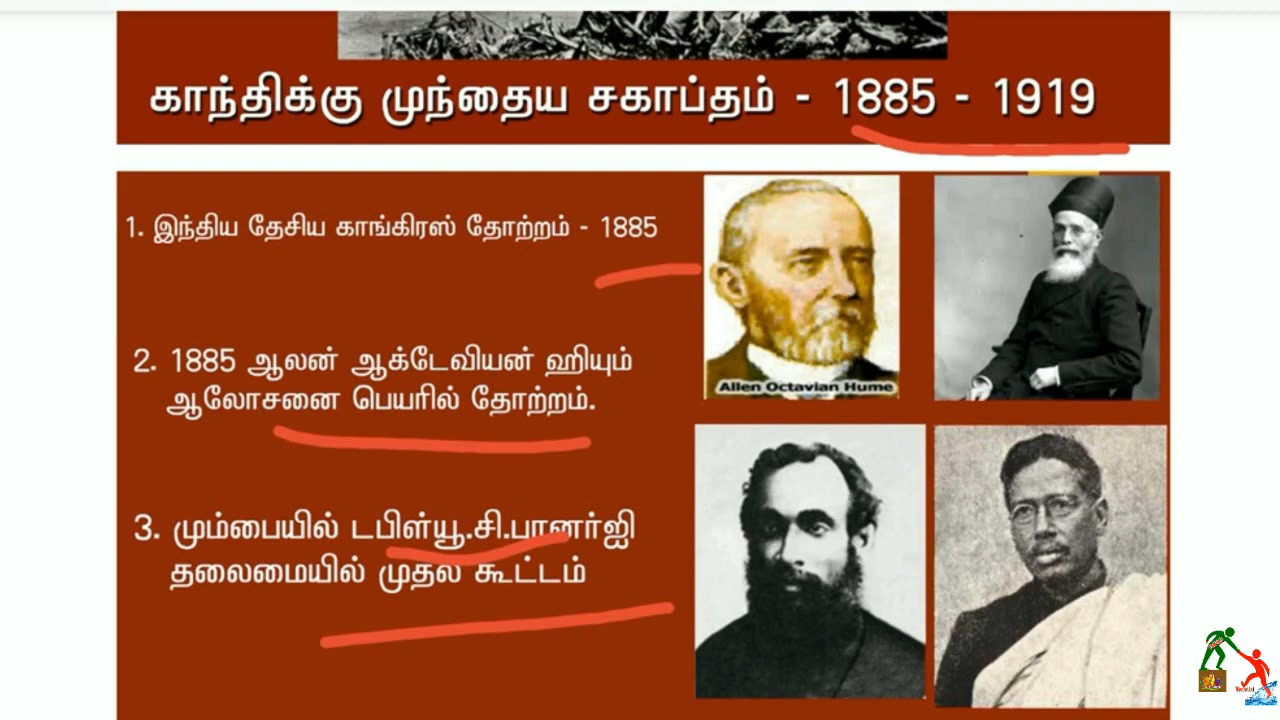 காந்திக்கு முந்தைய சகாப்தம் - 1885 - 1919
1. இந்திய தேசிய காங்கிரஸ் தோற்றம் - 1885
Allen Octavian Hume
2. 1885 ஆலன் ஆக்டேவியன் ஹியும்
ஆலோசனை பெயரில் தோற்றம்.
3. மும்பையில் டபிள்யூ.சி.பானர்ஐி
தலைமையில் முதல் கூட்டம்